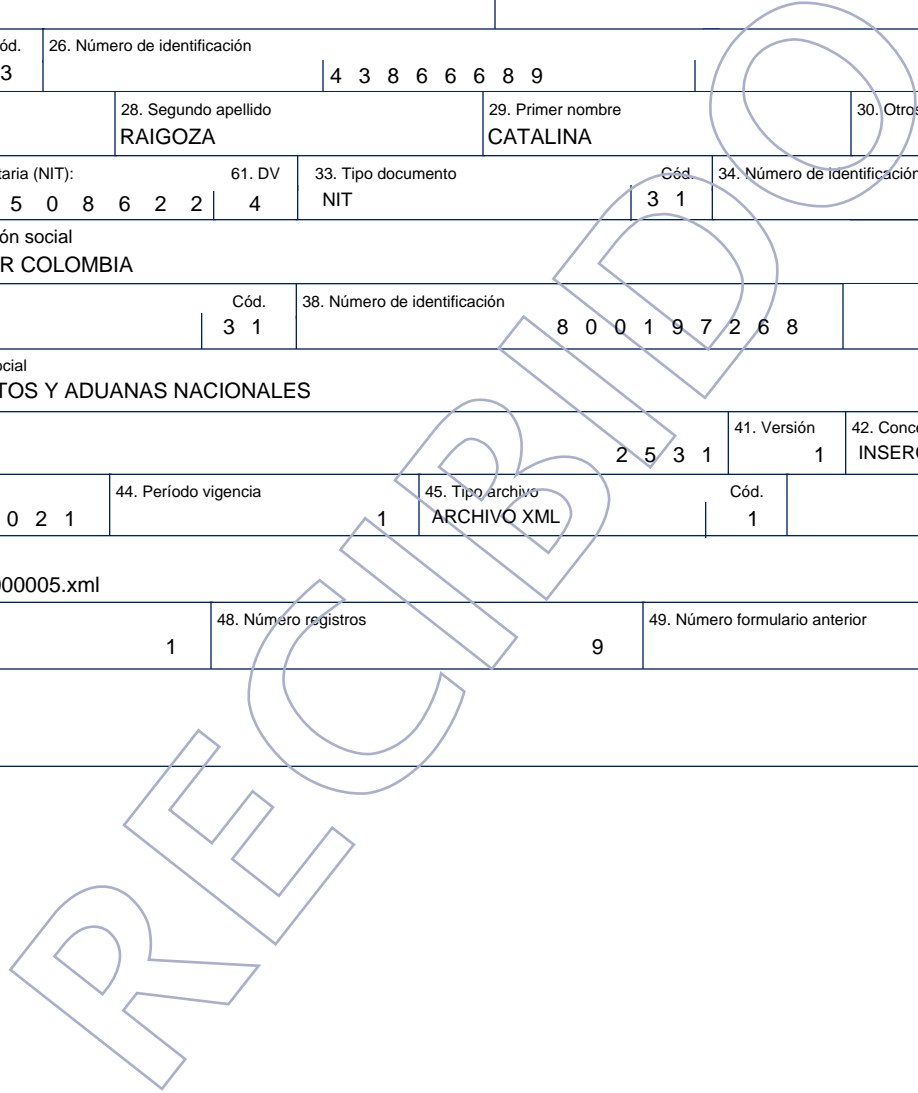 ód. 26. Número de identificación
3 4 3 8 6 6 6 8 9
28. Segundo apellido 29. Primer nombre 30. Otros
RAIGOZA CATALINA
taria (NIT): 61. DV 33. Tipo documento Cód. 34. Número de identificación
5 0 8 6 2 2 4 NIT 3 1
ón social
R COLOMBIA
Cód. 38. Número de identificación
3 1 8 0 0 1 9 7 2 6 8
ocial
TOS Y ADUANAS NACIONALES
41. Versión 42. Conce
2 5 3 1 1 INSERC
44. Período vigencia 45. Tipo archivo Cód.
0 2 1 1 ARCHIVO XML 1
000005.xml
48. Número registros 49. Número formulario anterior
1 9
RECIBIDO